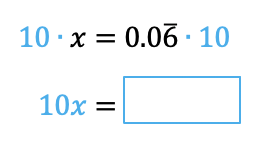 10 · x = 0.06̅ · 10
10x =